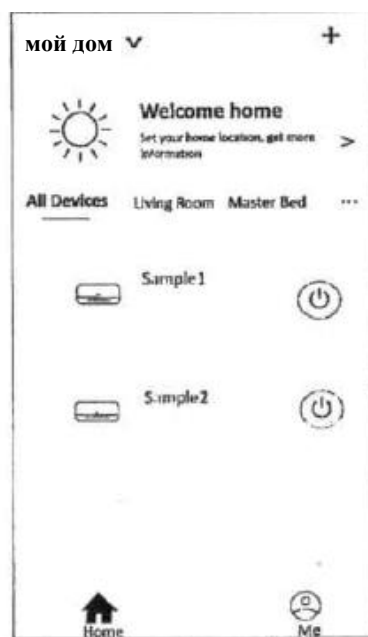 мой дом
Welcome home
Set your home location, get more
information
All Devices Living Room Master Bed ...
Sample1
Sample2
Home Me